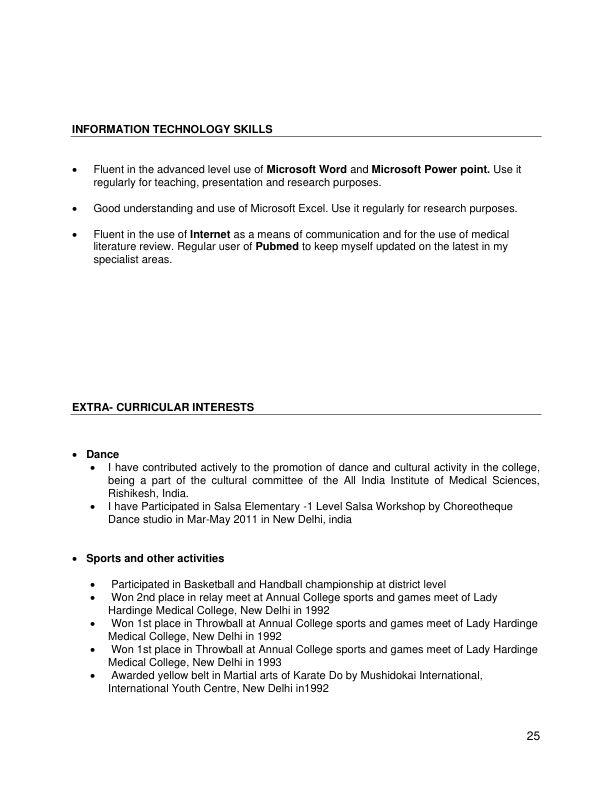 INFORMATION TECHNOLOGY SKILLS
• Fluent in the advanced level use of Microsoft Word and Microsoft Power point. Use it
regularly for teaching, presentation and research purposes.
• Good understanding and use of Microsoft Excel. Use it regularly for research purposes.
• Fluent in the use of Internet as a means of communication and for the use of medical
literature review. Regular user of Pubmed to keep myself updated on the latest in my
specialist areas.
EXTRA- CURRICULAR INTERESTS
• Dance
• I have contributed actively to the promotion of dance and cultural activity in the college,
being a part of the cultural committee of the All India Institute of Medical Sciences,
Rishikesh, India.
• I have Participated in Salsa Elementary -1 Level Salsa Workshop by Choreotheque
Dance studio in Mar-May 2011 in New Delhi, india
• Sports and other activities
• Participated in Basketball and Handball championship at district level
• Won 2nd place in relay meet at Annual College sports and games meet of Lady
Hardinge Medical College, New Delhi in 1992
• Won 1st place in Throwball at Annual College sports and games meet of Lady Hardinge
Medical College, New Delhi in 1992
• Won 1st place in Throwball at Annual College sports and games meet of Lady Hardinge
Medical College, New Delhi in 1993
• Awarded yellow belt in Martial arts of Karate Do by Mushidokai International,
International Youth Centre, New Delhi in1992
25